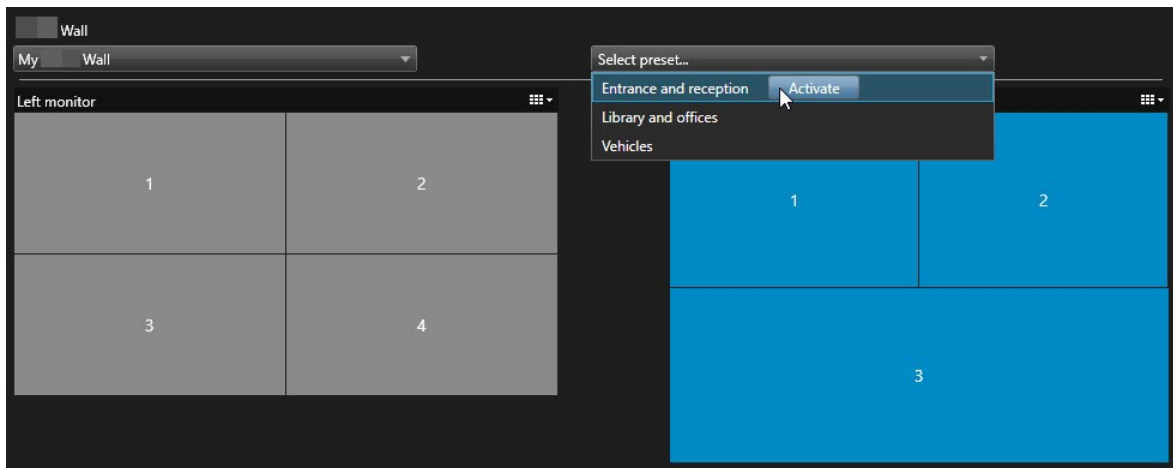 Wall
My Wall
Select preset...
Entrance and reception Activate
Library and offices
Vehicles
Left monitor
1 2
3 4
1 2
3